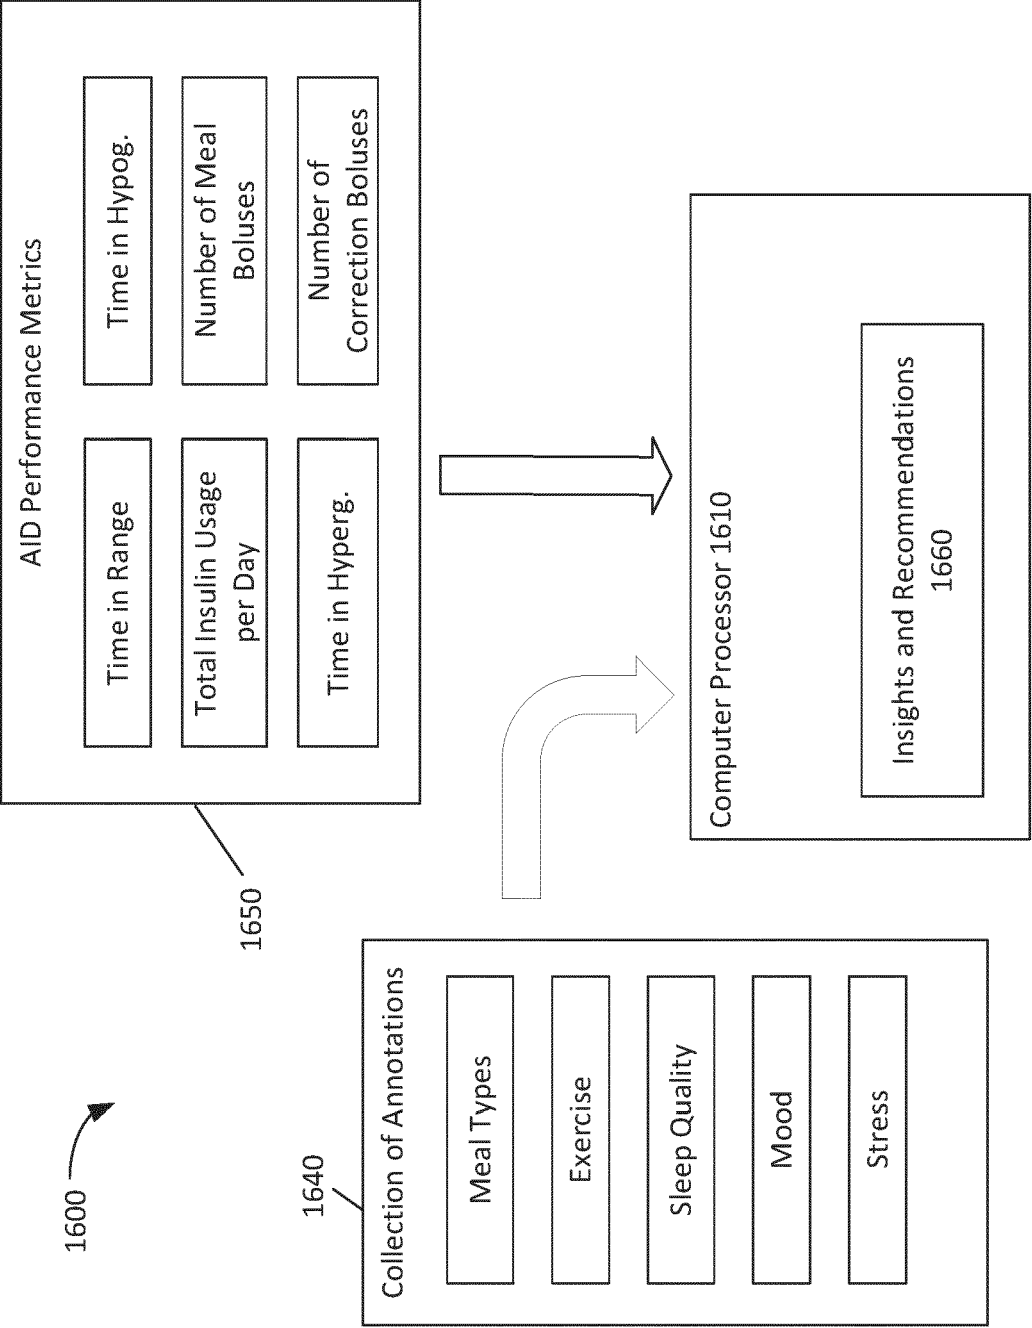 1600
1640
Collection of Annotations
Meal Types
Exercise
Sleep Quality
Mood
Stress
1650
AID Performance Metrics
Time in Range
Time in Hypog.
Total Insulin Usage
per Day
Number of Meal
Boluses
Time in Hyperg.
Number of
Correction Boluses
Computer Processor 1610
Insights and Recommendations
1660